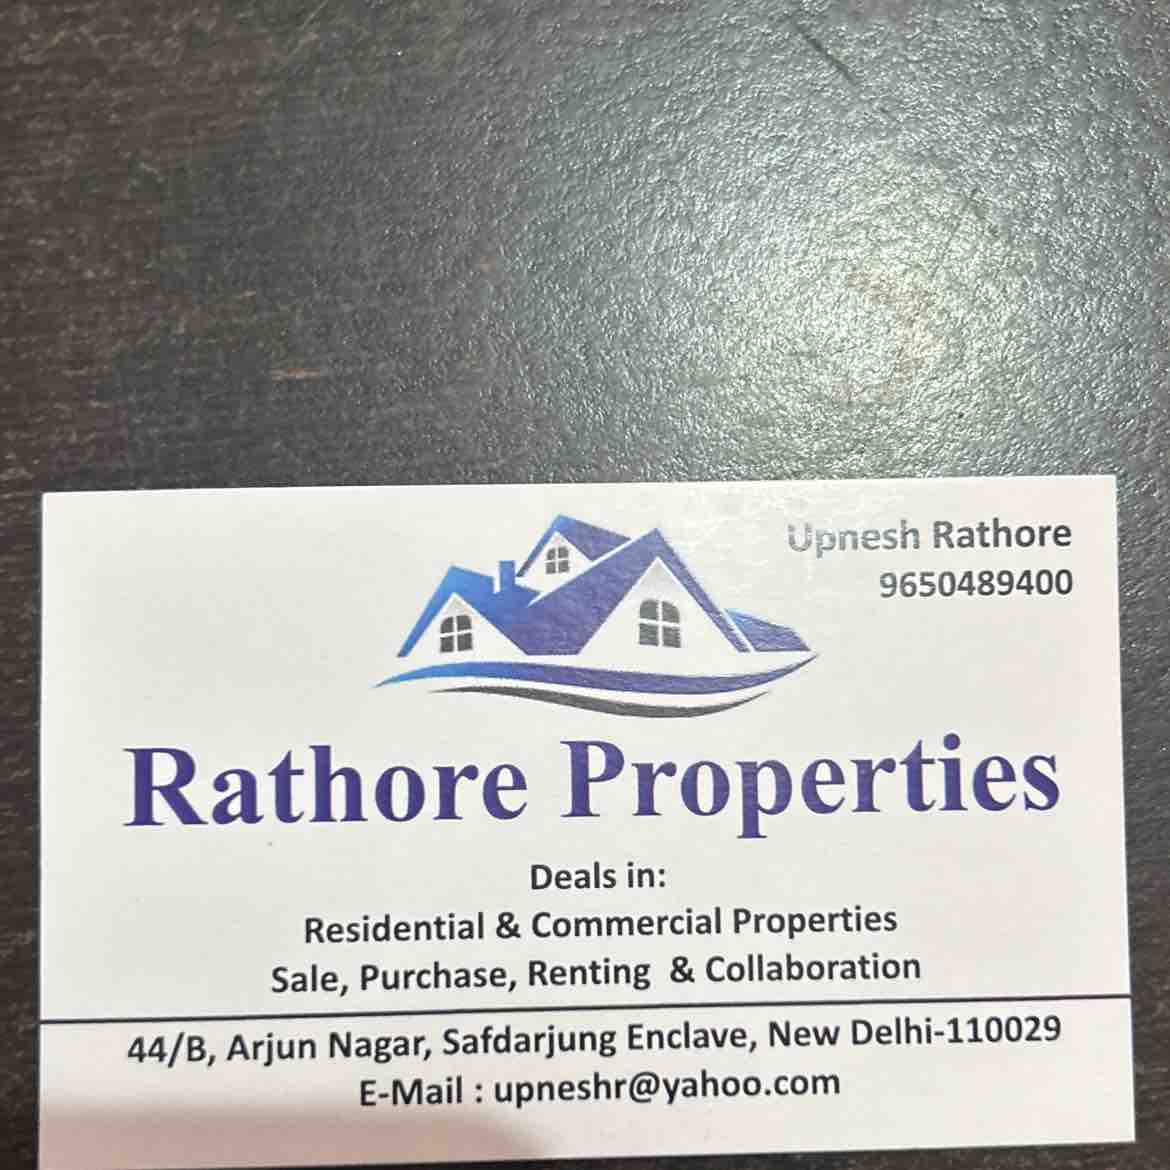 Upnesh Rathore
9650489400
Rathore Properties
Deals in:
Residential & Commercial Properties
Sale, Purchase, Renting & Collaboration
44/B, Arjun Nagar, Safdarjung Enclave, New Delhi-110029
E-Mail : upneshr@yahoo.com